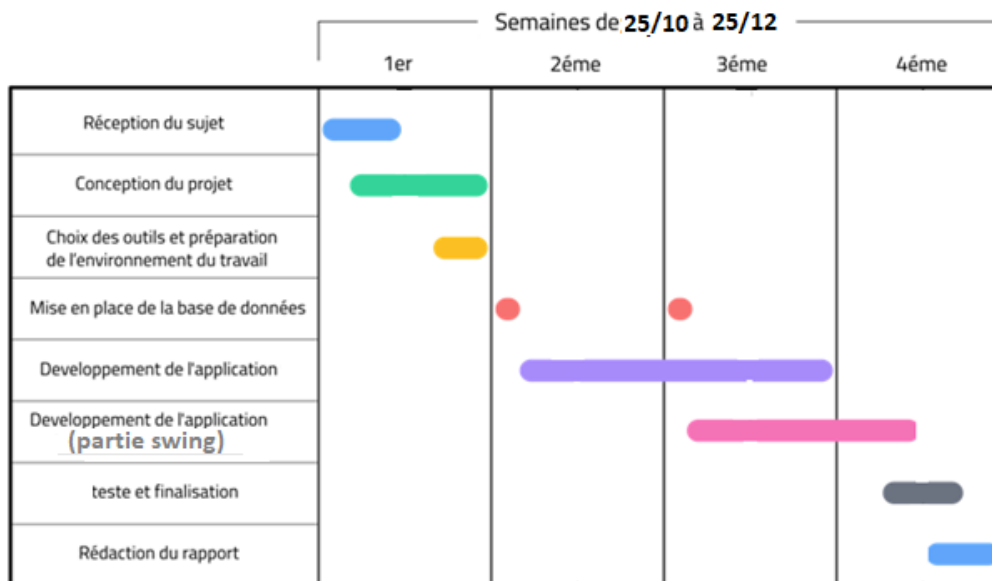 Semaines de 25/10 à 25/12
1er 2éme 3éme 4éme
Réception du sujet
Conception du projet
Choix des outils et préparation
de l'environnement du travail
Mise en place de la base de données
Developpement de l'application
Developpement de l'application
(partie swing)
teste et finalisation
Rédaction du rapport